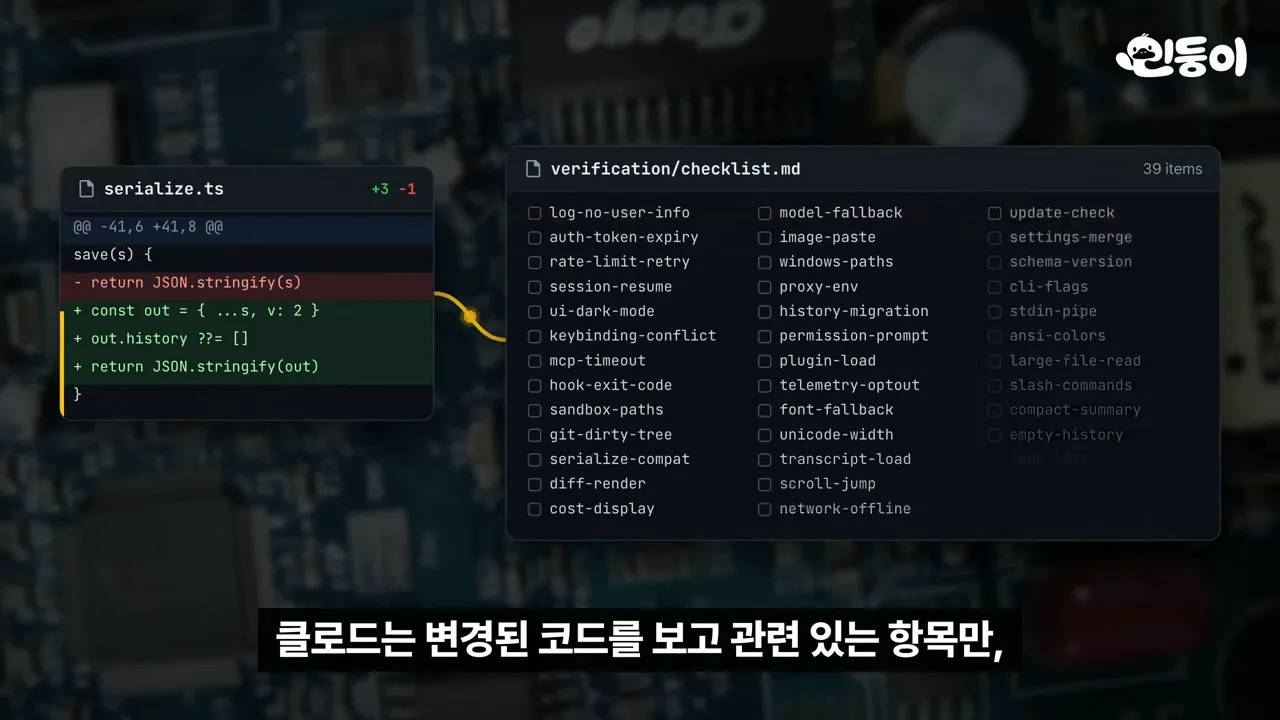 인둥이
serialize.ts
+3 -1
@@ -41,6 +41,8 @@
save(s) {
- return JSON.stringify(s)
+ const out = { ...s, v: 2 }
+ out.history ??= []
+ return JSON.stringify(out)
}
verification/checklist.md
39 items
log-no-user-info
auth-token-expiry
rate-limit-retry
session-resume
ui-dark-mode
keybinding-conflict
mcp-timeout
hook-exit-code
sandbox-paths
git-dirty-tree
serialize-compat
diff-render
cost-display
model-fallback
image-paste
windows-paths
proxy-env
history-migration
permission-prompt
plugin-load
telemetry-optout
font-fallback
unicode-width
transcript-load
scroll-jump
network-offline
update-check
settings-merge
schema-version
cli-flags
stdin-pipe
ansi-colors
large-file-read
slash-commands
compact-summary
empty-history
클로드는 변경된 코드를 보고 관련 있는 항목만,